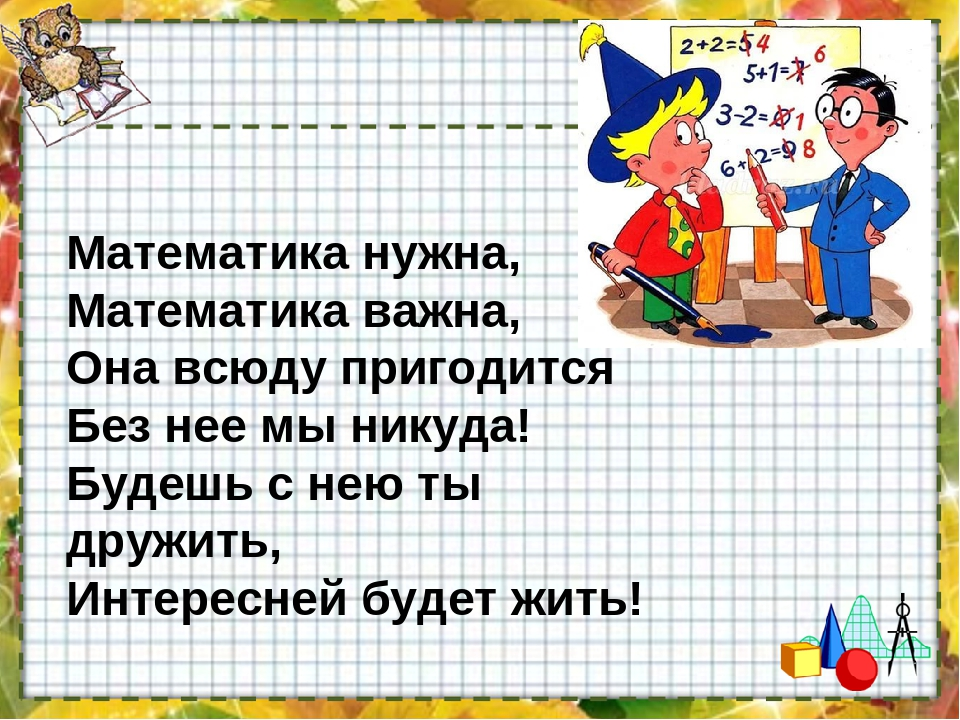 2+2=5 4
5+1=7 6
3-2=0 1
6+2=9 8
Математика нужна,
Математика важна,
Она всюду пригодится
Без нее мы никуда!
Будешь с нею ты
дружить,
Интересней будет жить!